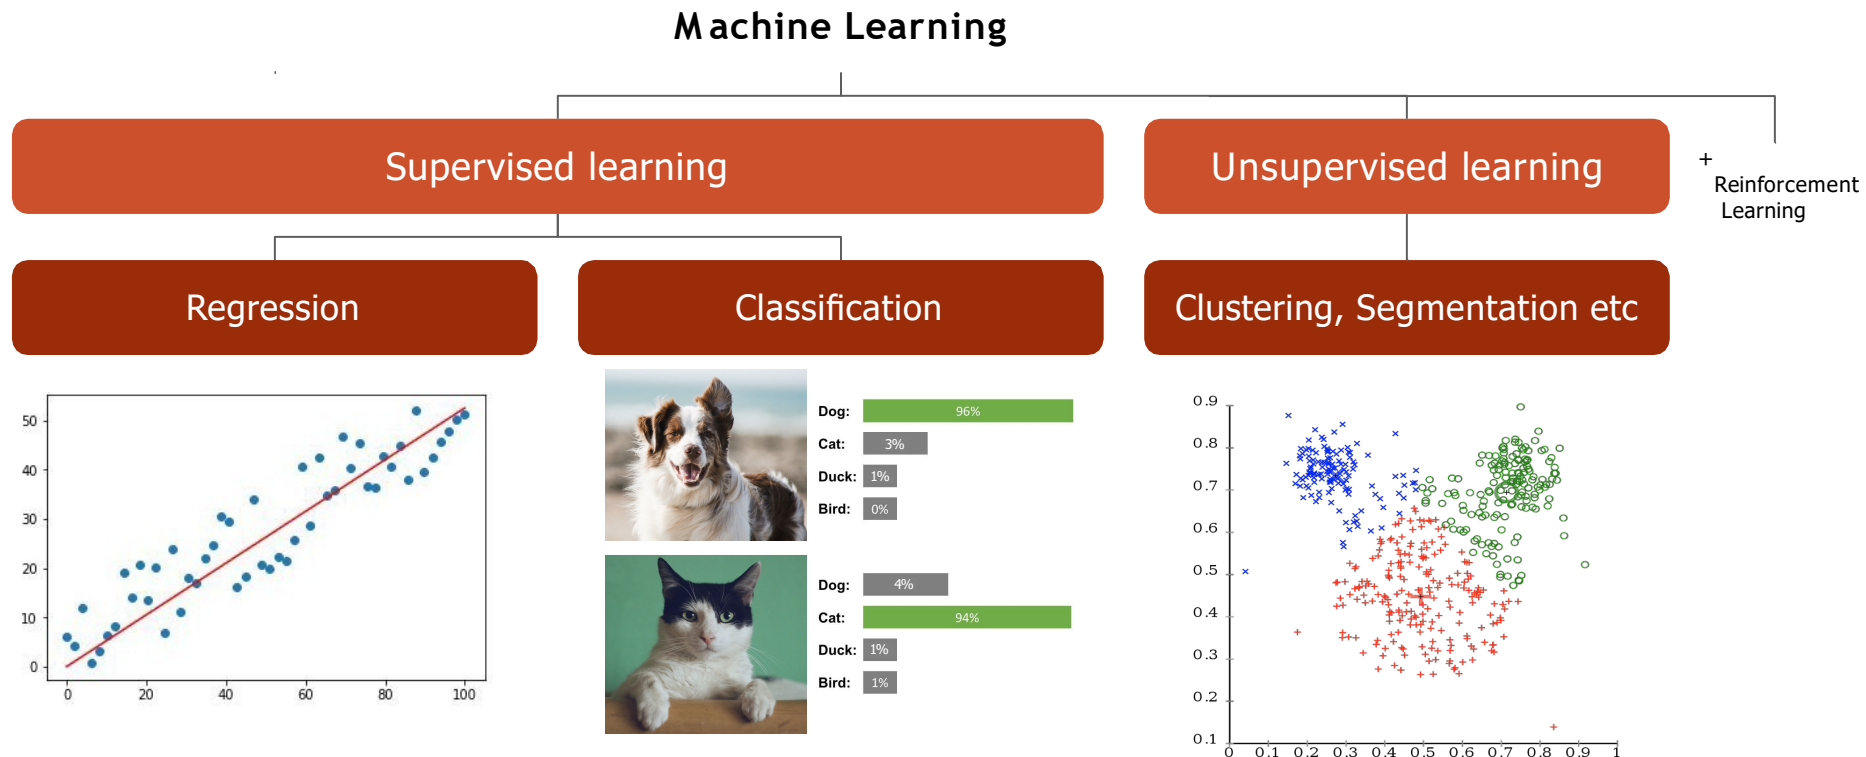 Machine Learning
Supervised learning
Unsupervised learning
+
Reinforcement
Learning
Regression
Classification
Clustering, Segmentation etc
50
40
30
20
10
0
0 20 40 60 80 100
Dog: 96%
Cat: 3%
Duck: 1%
Bird: 0%
Dog: 4%
Cat: 94%
Duck: 1%
Bird: 1%
0.9
0.8
0.7
0.6
0.5
0.4
0.3
0.2
0.1
0 0.1 0.2 0.3 0.4 0.5 0.6 0.7 0.8 0.9 1